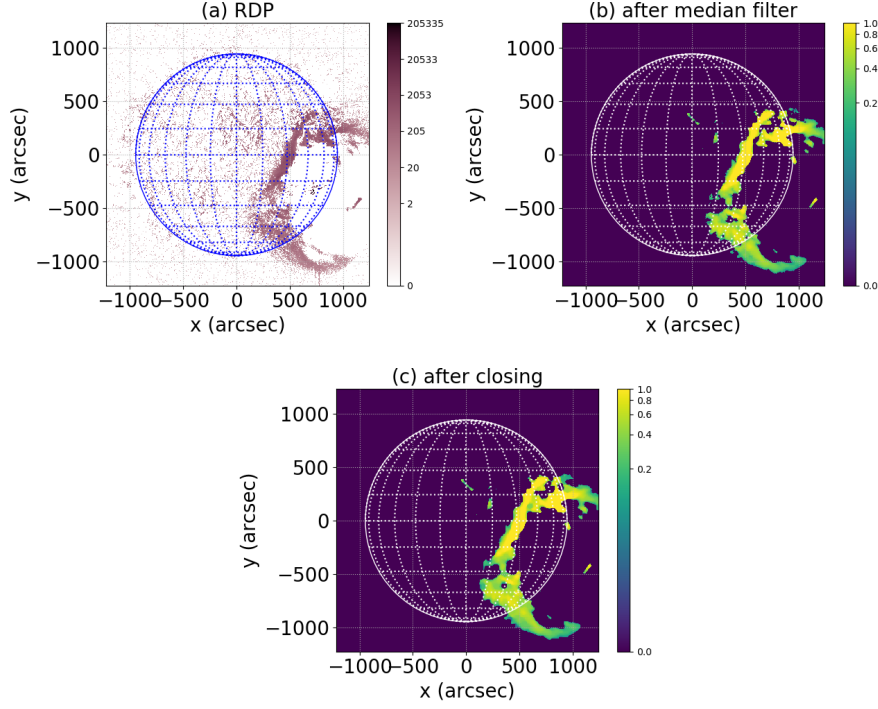 (a) RDP
1000
500
0
−500
−1000
y (arcsec)
−1000 −500 0 500 1000
x (arcsec)
205335
20533
2053
205
20
2
0
(b) after median filter
1000
500
0
−500
−1000
y (arcsec)
−1000 −500 0 500 1000
x (arcsec)
1.0
0.8
0.6
0.4
0.2
0.0
(c) after closing
1000
500
0
−500
−1000
y (arcsec)
−1000 −500 0 500 1000
x (arcsec)
1.0
0.8
0.6
0.4
0.2
0.0